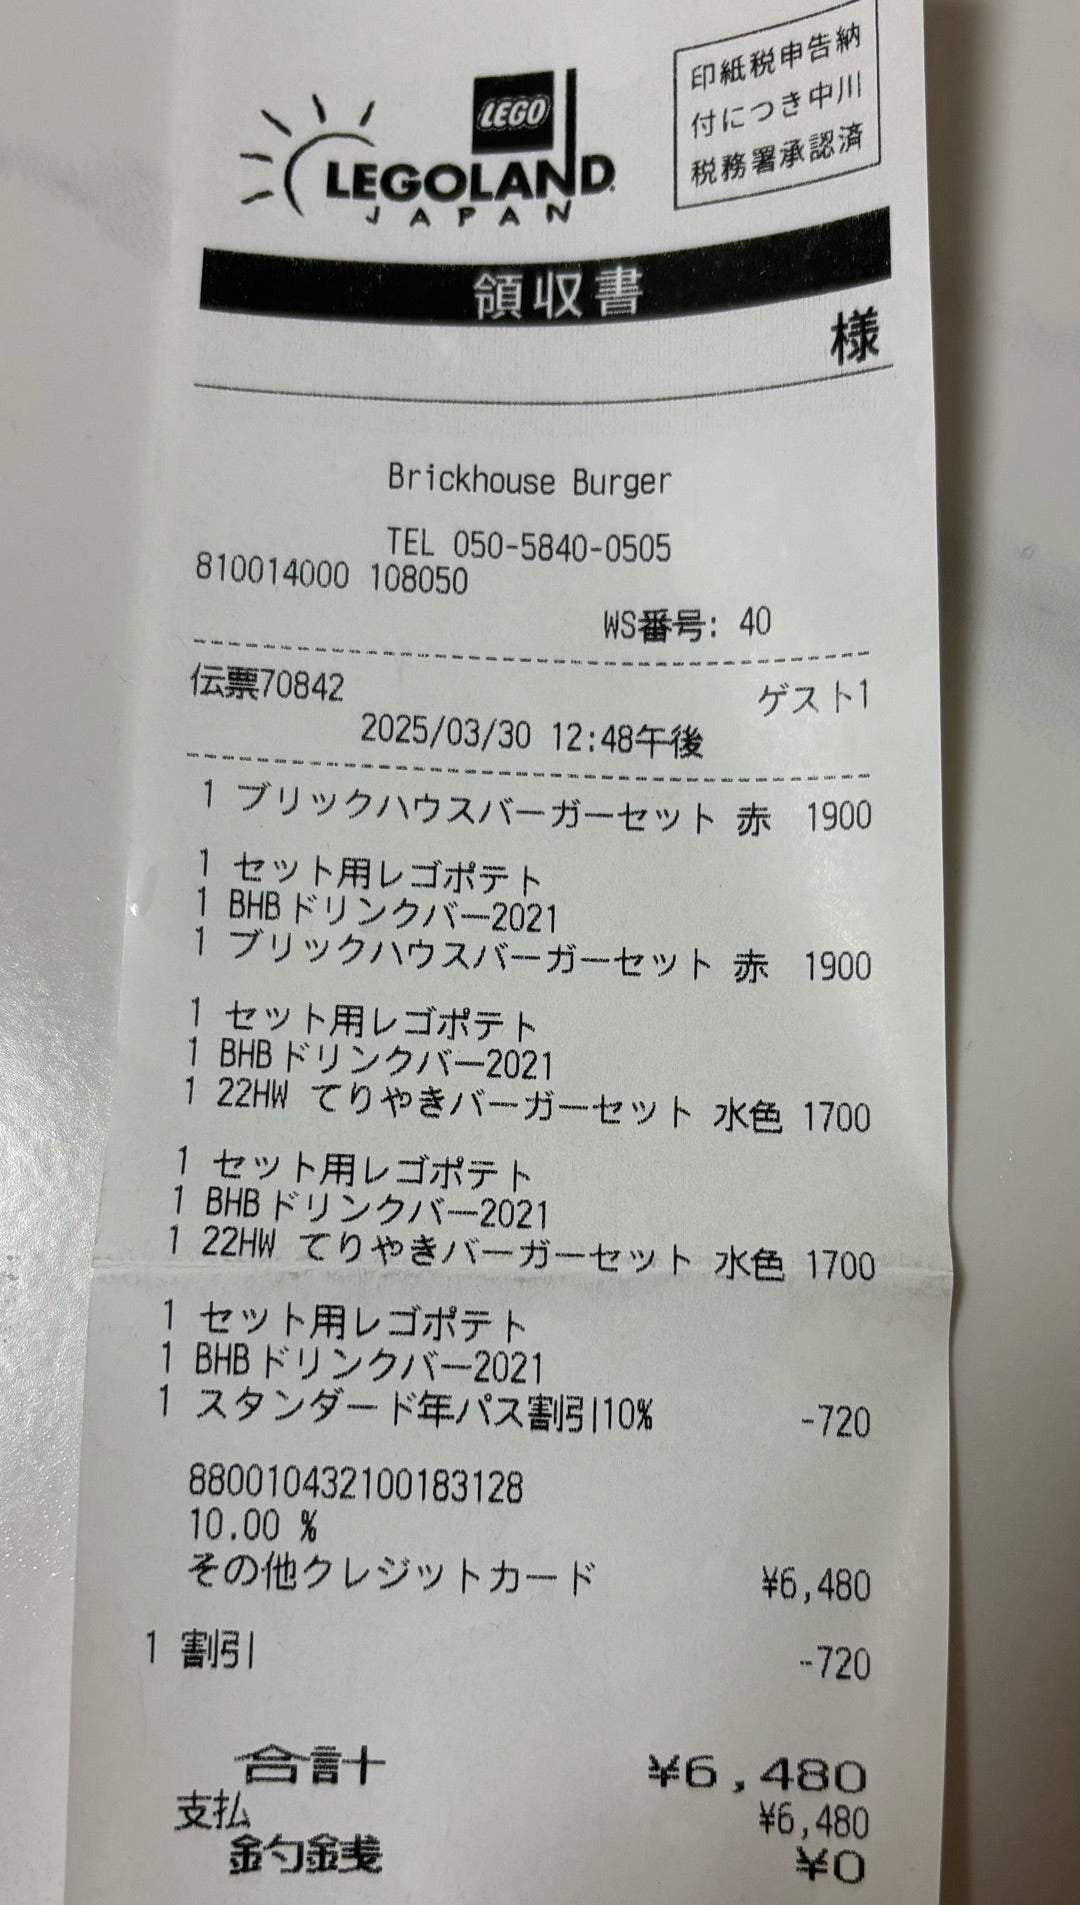 印紙税申告納
付につき中川
税務署承認済
LEGO
LEGOLAND
JAPAN
領収書
様
Brickhouse Burger
TEL 050-5840-0505
810014000 108050
WS番号: 40
伝票70842 ゲスト1
2025/03/30 12:48午後
1 ブリックハウスバーガーセット 赤 1900
1 セット用レゴポテト
1 BHBドリンクバー2021
1 ブリックハウスバーガーセット 赤 1900
1 セット用レゴポテト
1 BHBドリンクバー2021
1 22HW てりやきバーガーセット 水色 1700
1 セット用レゴポテト
1 BHBドリンクバー2021
1 22HW てりやきバーガーセット 水色 1700
1 セット用レゴポテト
1 BHBドリンクバー2021
1 スタンダード年パス割引10% -720
880010432100183128
10.00 %
その他クレジットカード ¥6,480
1 割引 -720
合計 ¥6,480
支払 ¥6,480
釣銭 ¥0